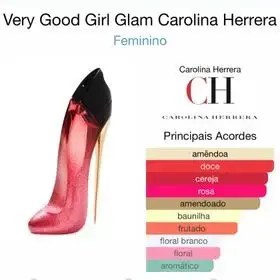 Very Good Girl Glam Carolina Herrera
Feminino
Carolina Herrera
CH
CAROLINA HERRERA
Principais Acordes
amêndoa
doce
cereja
rosa
amendoado
baunilha
frutado
floral branco
floral
aromático